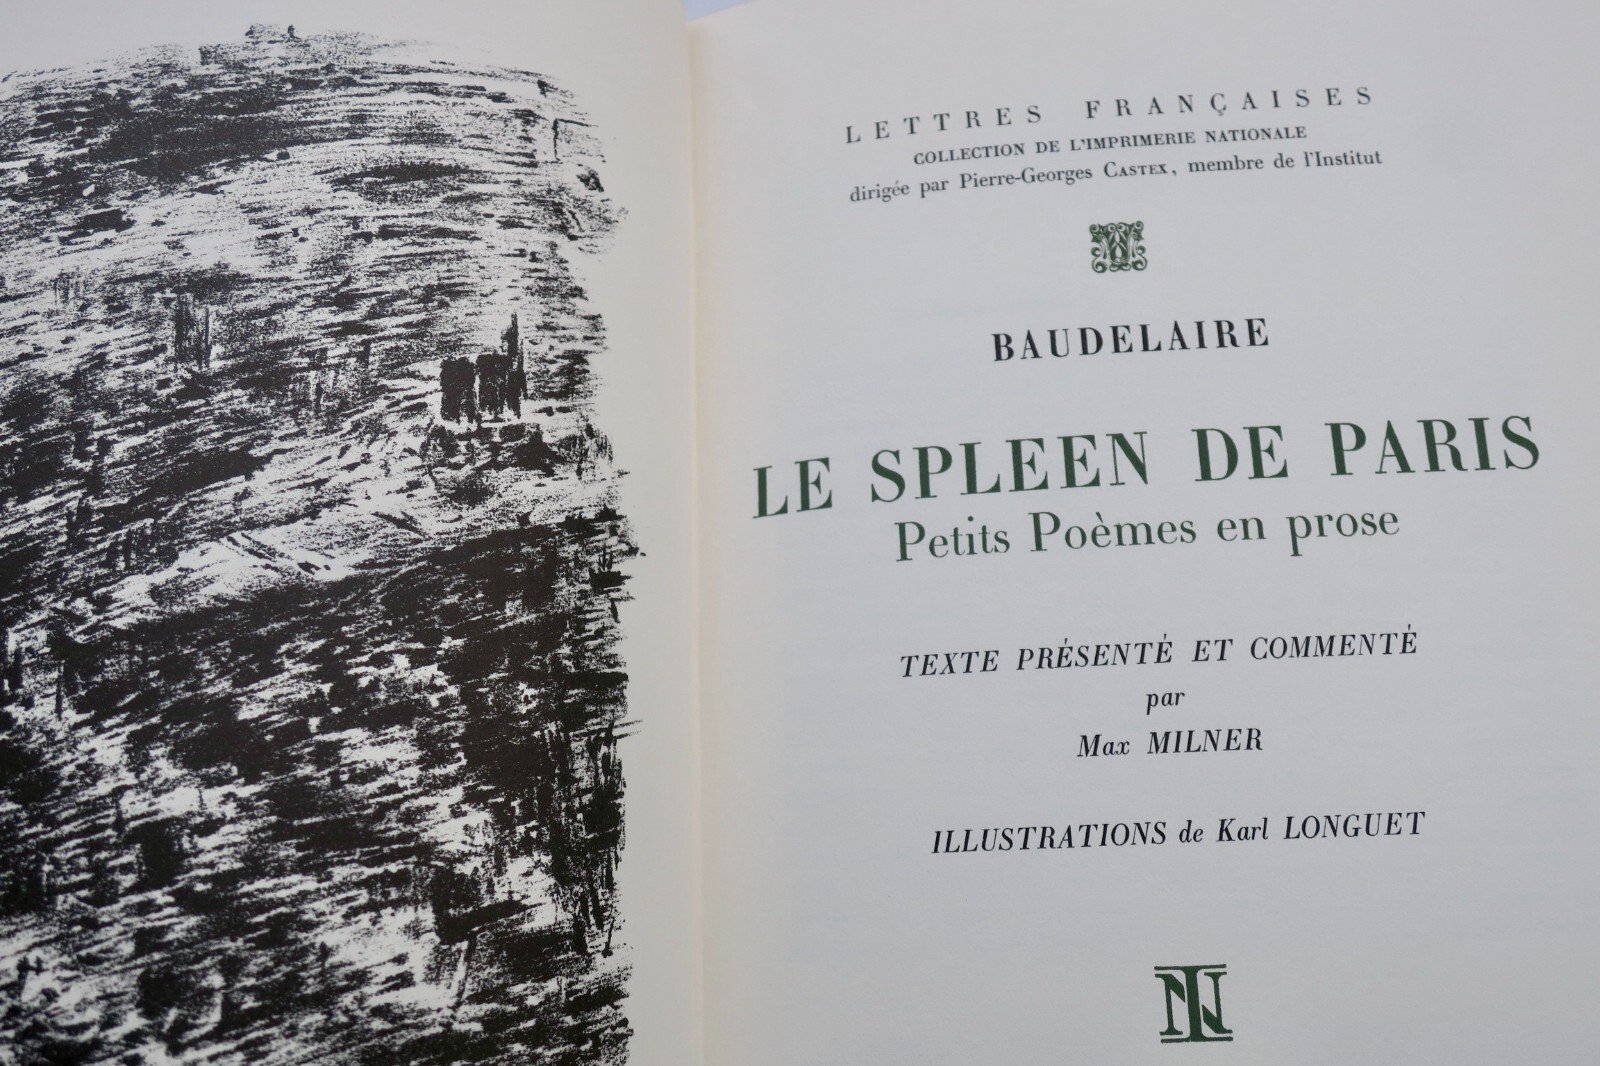 LETTRES FRANÇAISES
COLLECTION DE L'IMPRIMERIE NATIONALE
dirigée par Pierre-Georges CASTEX, membre de l'Institut
BAUDELAIRE
LE SPLEEN DE PARIS
Petits Poèmes en prose
TEXTE PRÉSENTÉ ET COMMENTÉ
par
Max MILNER
ILLUSTRATIONS de Karl LONGUET
IN